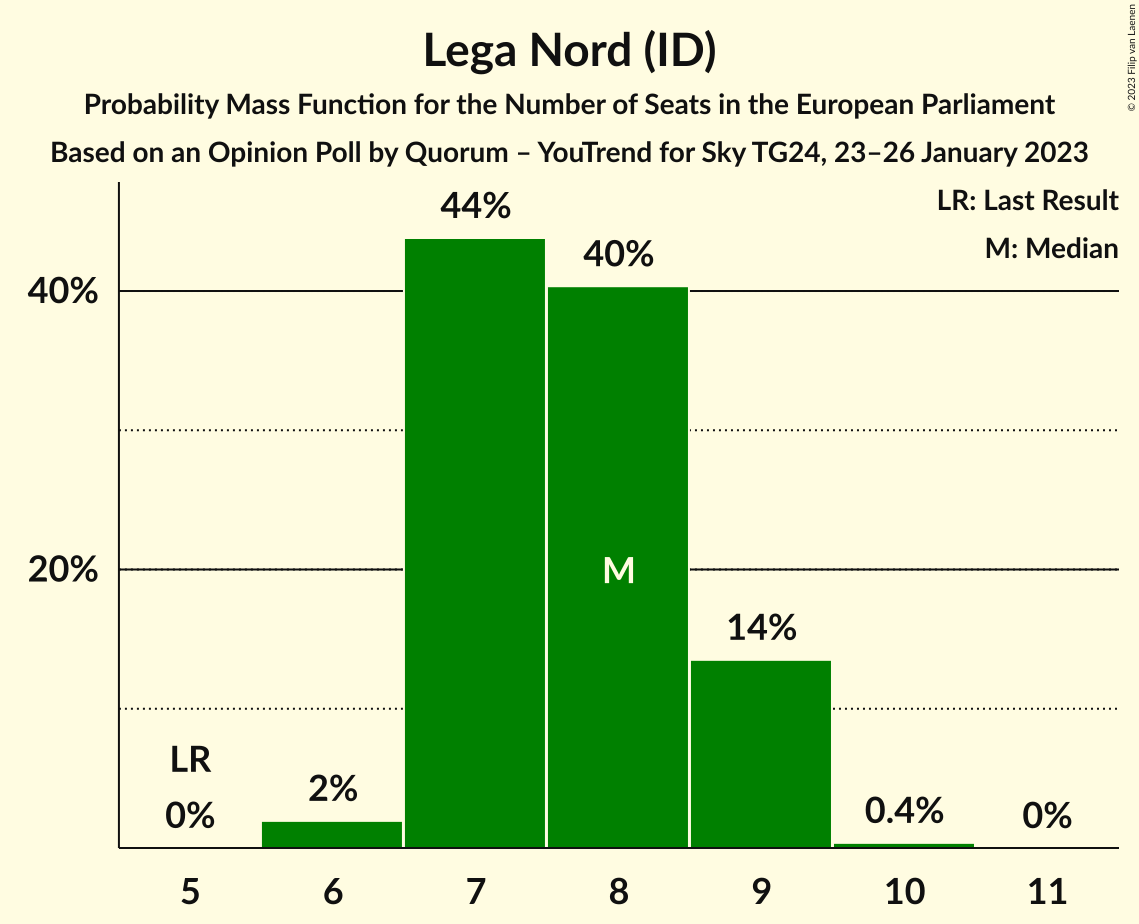 Lega Nord (ID)
Probability Mass Function for the Number of Seats in the European Parliament
Based on an Opinion Poll by Quorum – YouTrend for Sky TG24, 23–26 January 2023
© 2023 Filip van Laenen
LR: Last Result
M: Median
44%
40%
40%
20%
M
14%
LR
0%
2%
0.4%
0%
5 6 7 8 9 10 11